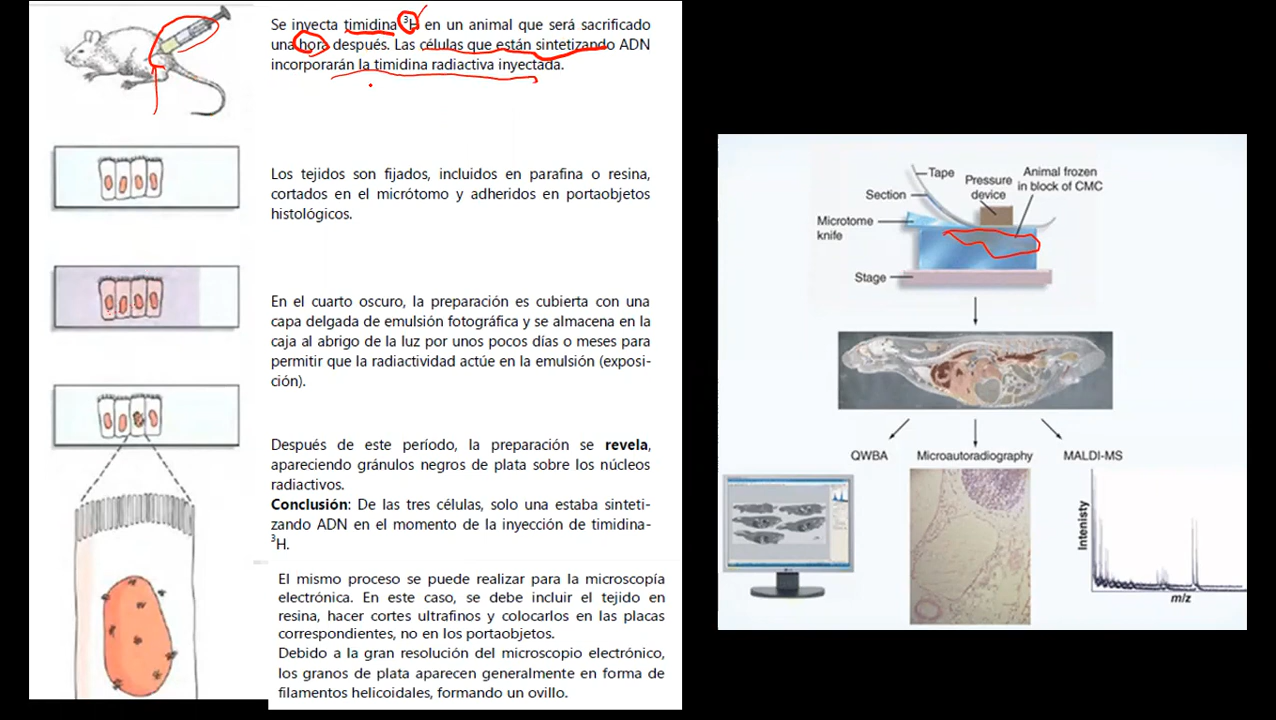 Se inyecta timidina ³H en un animal que será sacrificado
una hora después. Las células que están sintetizando ADN
incorporarán la timidina radiactiva inyectada.
Los tejidos son fijados, incluidos en parafina o resina,
cortados en el micrótomo y adheridos en portaobjetos
histológicos.
En el cuarto oscuro, la preparación es cubierta con una
capa delgada de emulsión fotográfica y se almacena en la
caja al abrigo de la luz por unos pocos días o meses para
permitir que la radiactividad actúe en la emulsión (exposi-
ción).
Después de este período, la preparación se revela,
apareciendo gránulos negros de plata sobre los núcleos
radiactivos.
Conclusión: De las tres células, solo una estaba sinteti-
zando ADN en el momento de la inyección de timidina-
³H.
El mismo proceso se puede realizar para la microscopía
electrónica. En este caso, se debe incluir el tejido en
resina, hacer cortes ultrafinos y colocarlos en las placas
correspondientes, no en los portaobjetos.
Debido a la gran resolución del microscopio electrónico,
los granos de plata aparecen generalmente en forma de
filamentos helicoidales, formando un ovillo.
Tape
Section
Pressure
device
Animal frozen
in block of CMC
Microtome
knife
Stage
QWBA
Microautoradiography
MALDI-MS
Intenisty
m/z